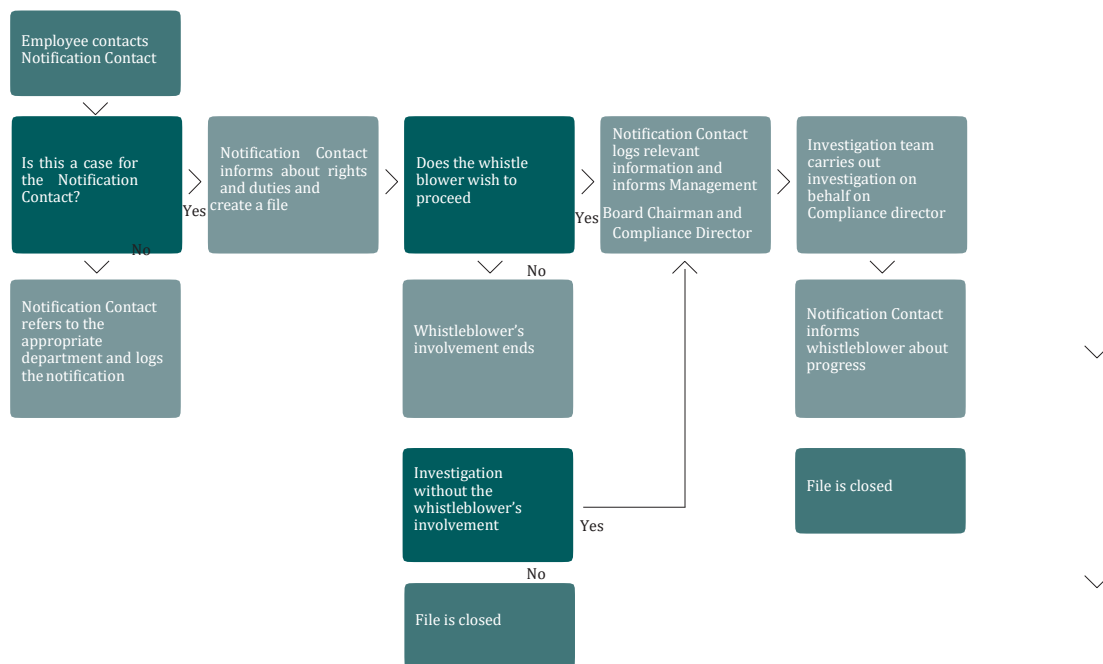 Employee contacts
Notification Contact
Is this a case for
the Notification
Contact?
Yes
No
Notification Contact
informs about rights
and duties and
create a file
Does the whistle
blower wish to
proceed
Yes
No
Notification Contact
logs relevant
information and
informs Management
Board Chairman and
Compliance Director
Investigation team
carries out
investigation on
behalf on
Compliance director
Notification Contact
refers to the
appropriate
department and logs
the notification
Whistleblower’s
involvement ends
Notification Contact
informs
whistleblower about
progress
Investigation
without the
whistleblower’s
involvement
Yes
No
File is closed
File is closed